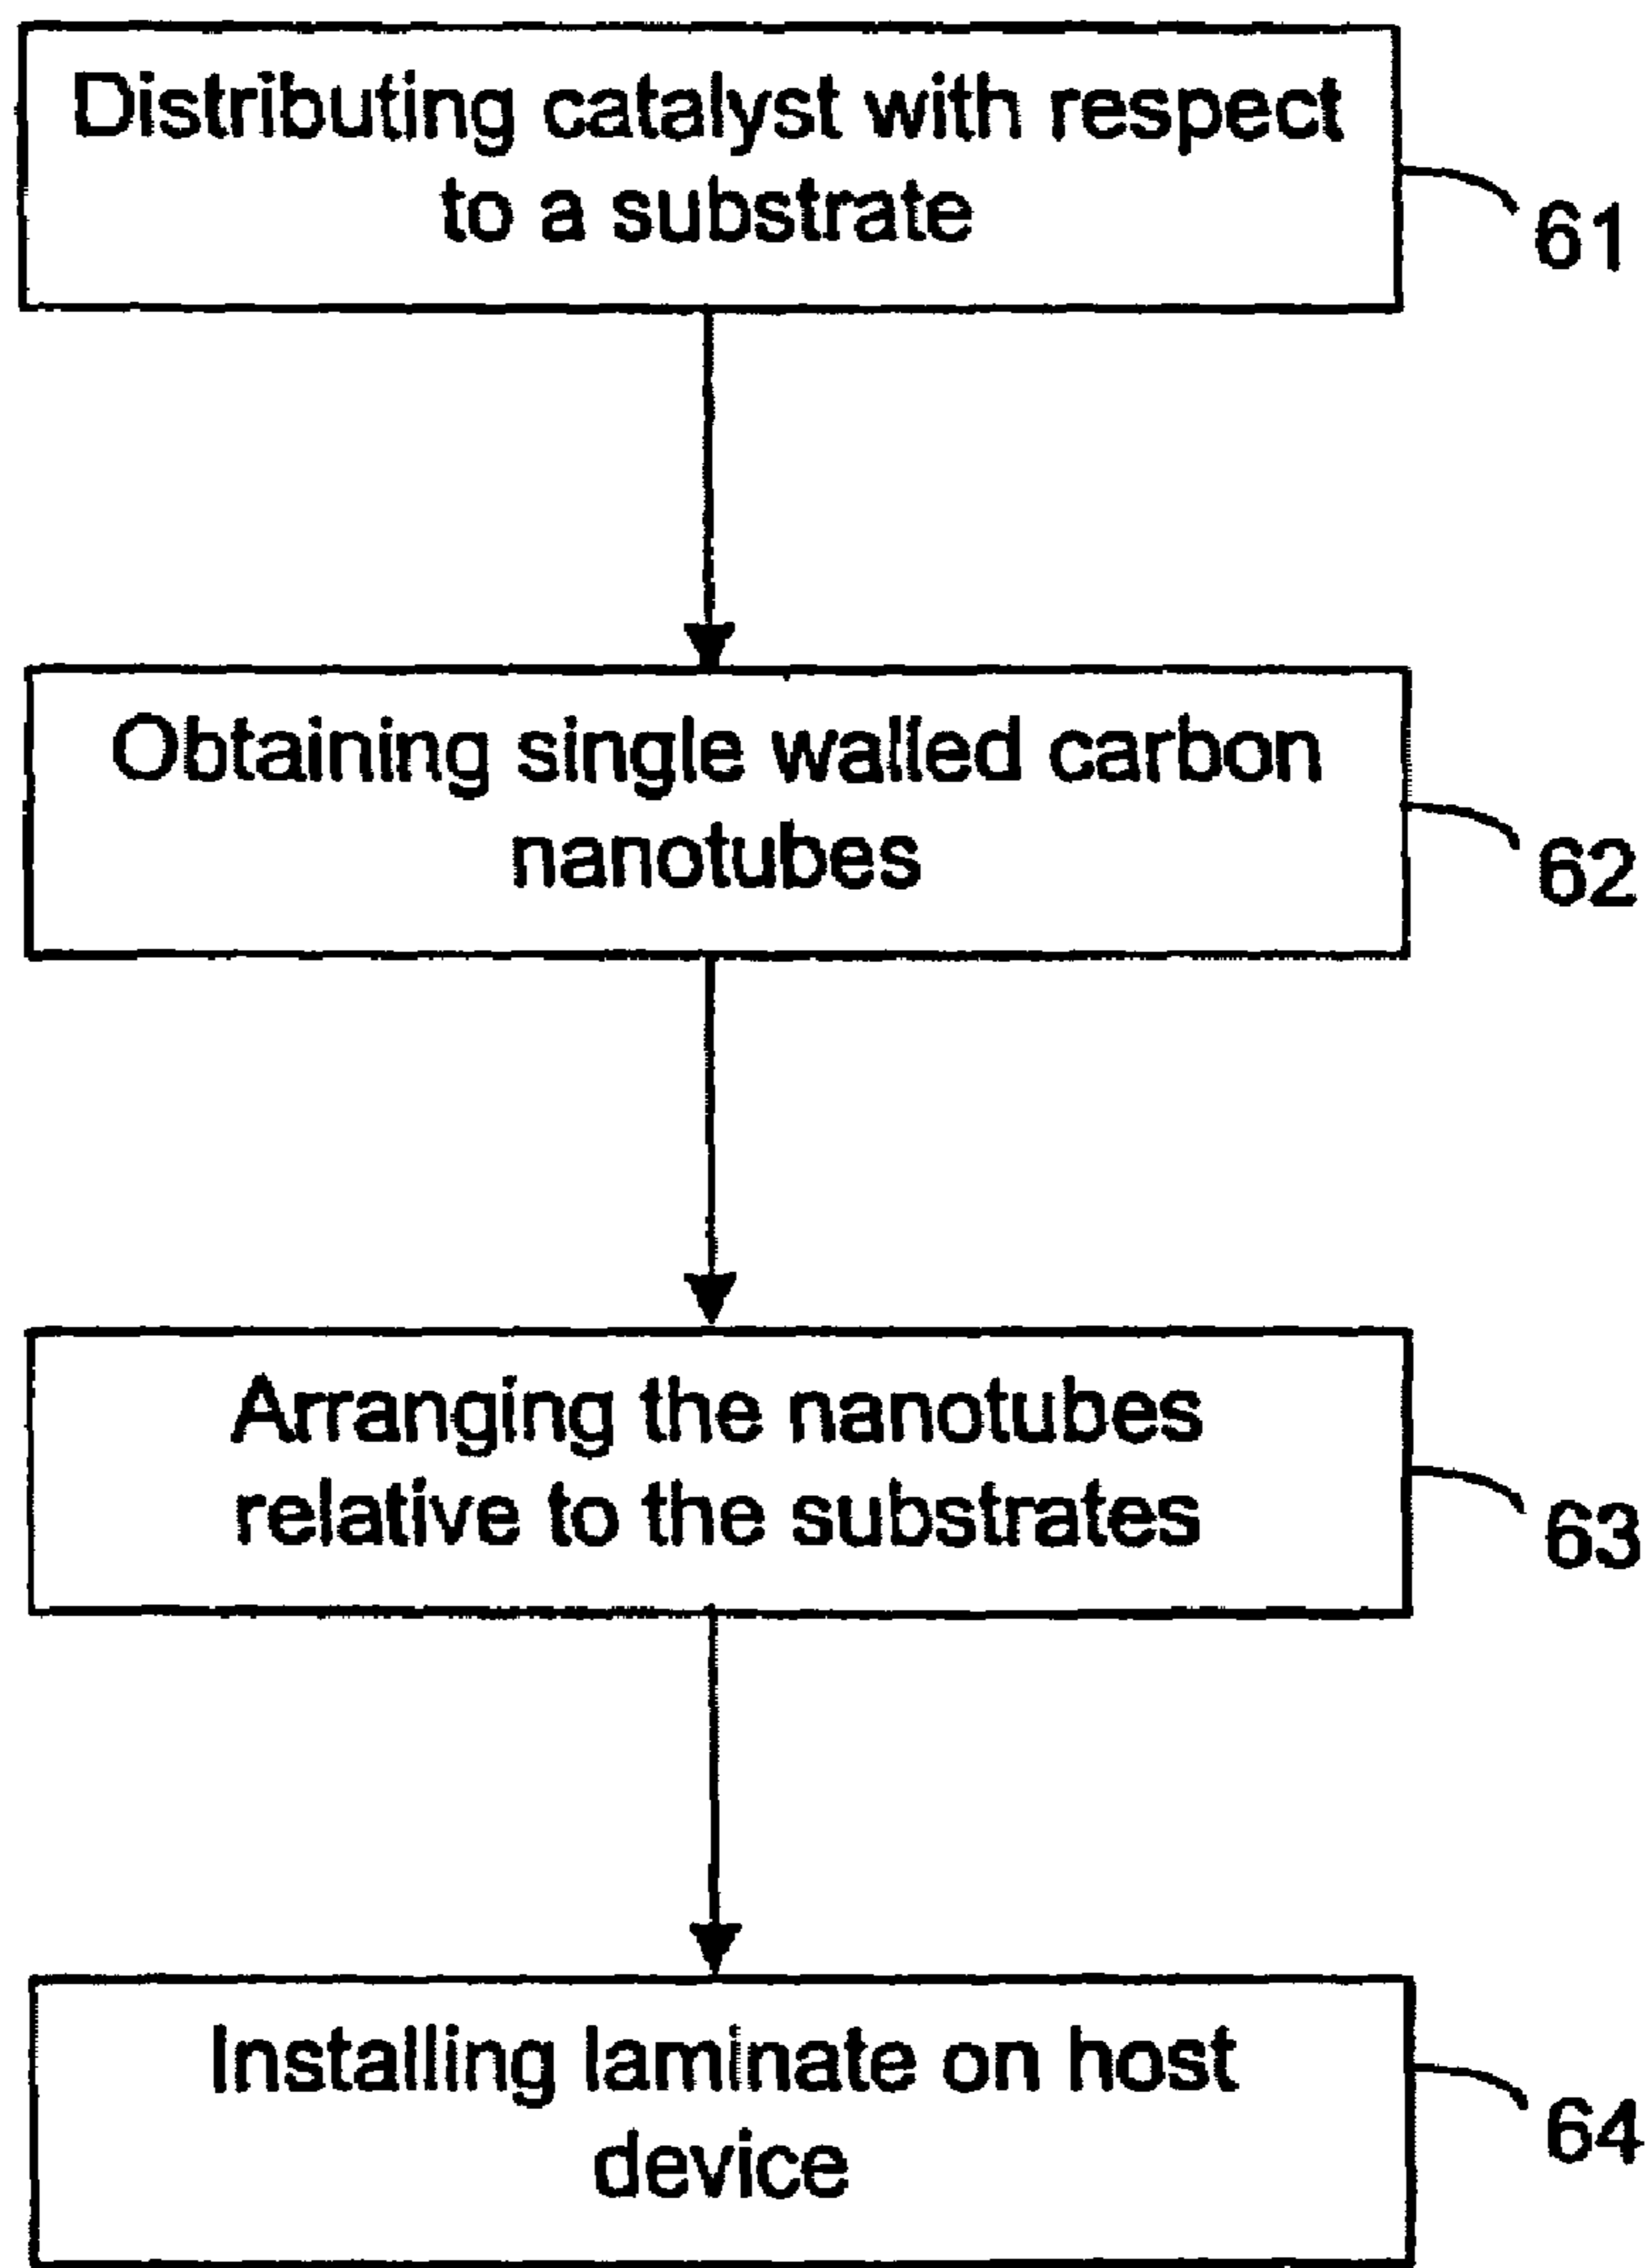 Distributing catalyst with respect
to a substrate
61
Obtaining single walled carbon
nanotubes
62
Arranging the nanotubes
relative to the substrates
63
Installing laminate on host
device
64